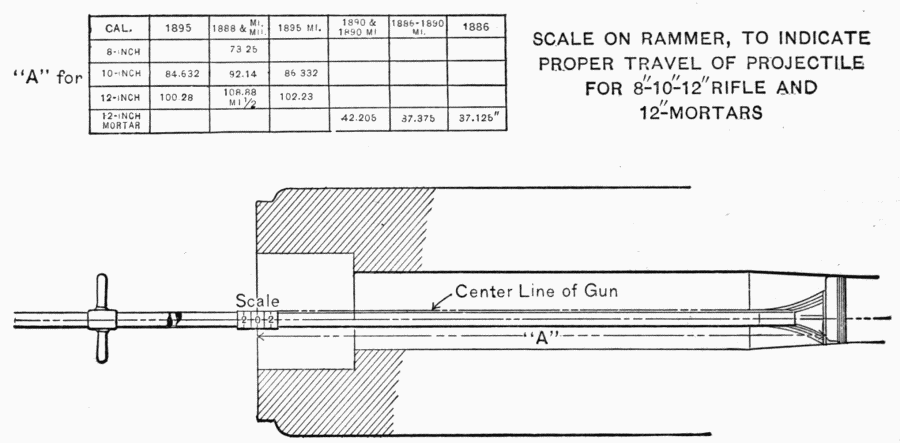 CAL. 1895 1888 & MI. MII. 1895 MI. 1890 & 1890 MI 1886-1890 MI. 1886
8-INCH 73.25
"A" for
10-INCH 84.632 92.14 86 332
12-INCH 100.28 108.88 MI ½ 102.23
12-INCH MORTAR 42.205 37.375 37.125"
SCALE ON RAMMER, TO INDICATE
PROPER TRAVEL OF PROJECTILE
FOR 8"-10"-12" RIFLE AND
12"-MORTARS
Scale
2-0-2
Center Line of Gun
"A"